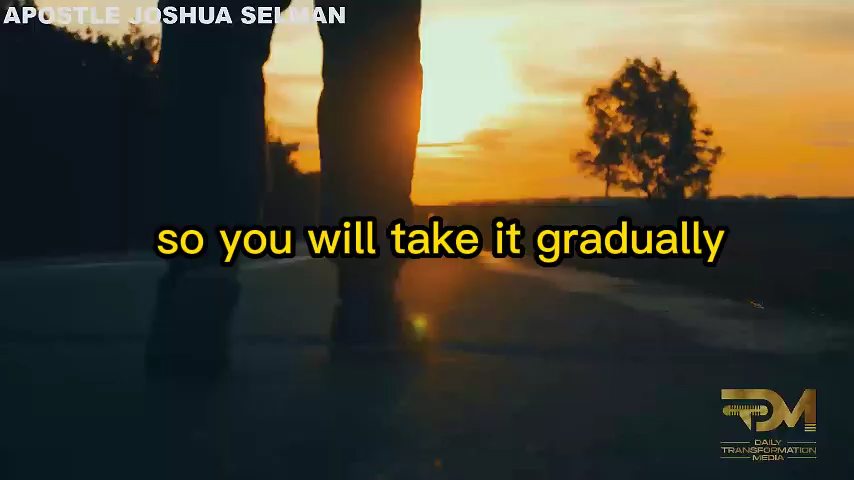 APOSTLE JOSHUA SELMAN
so you will take it gradually
DAILY
TRANSFORMATION
MEDIA